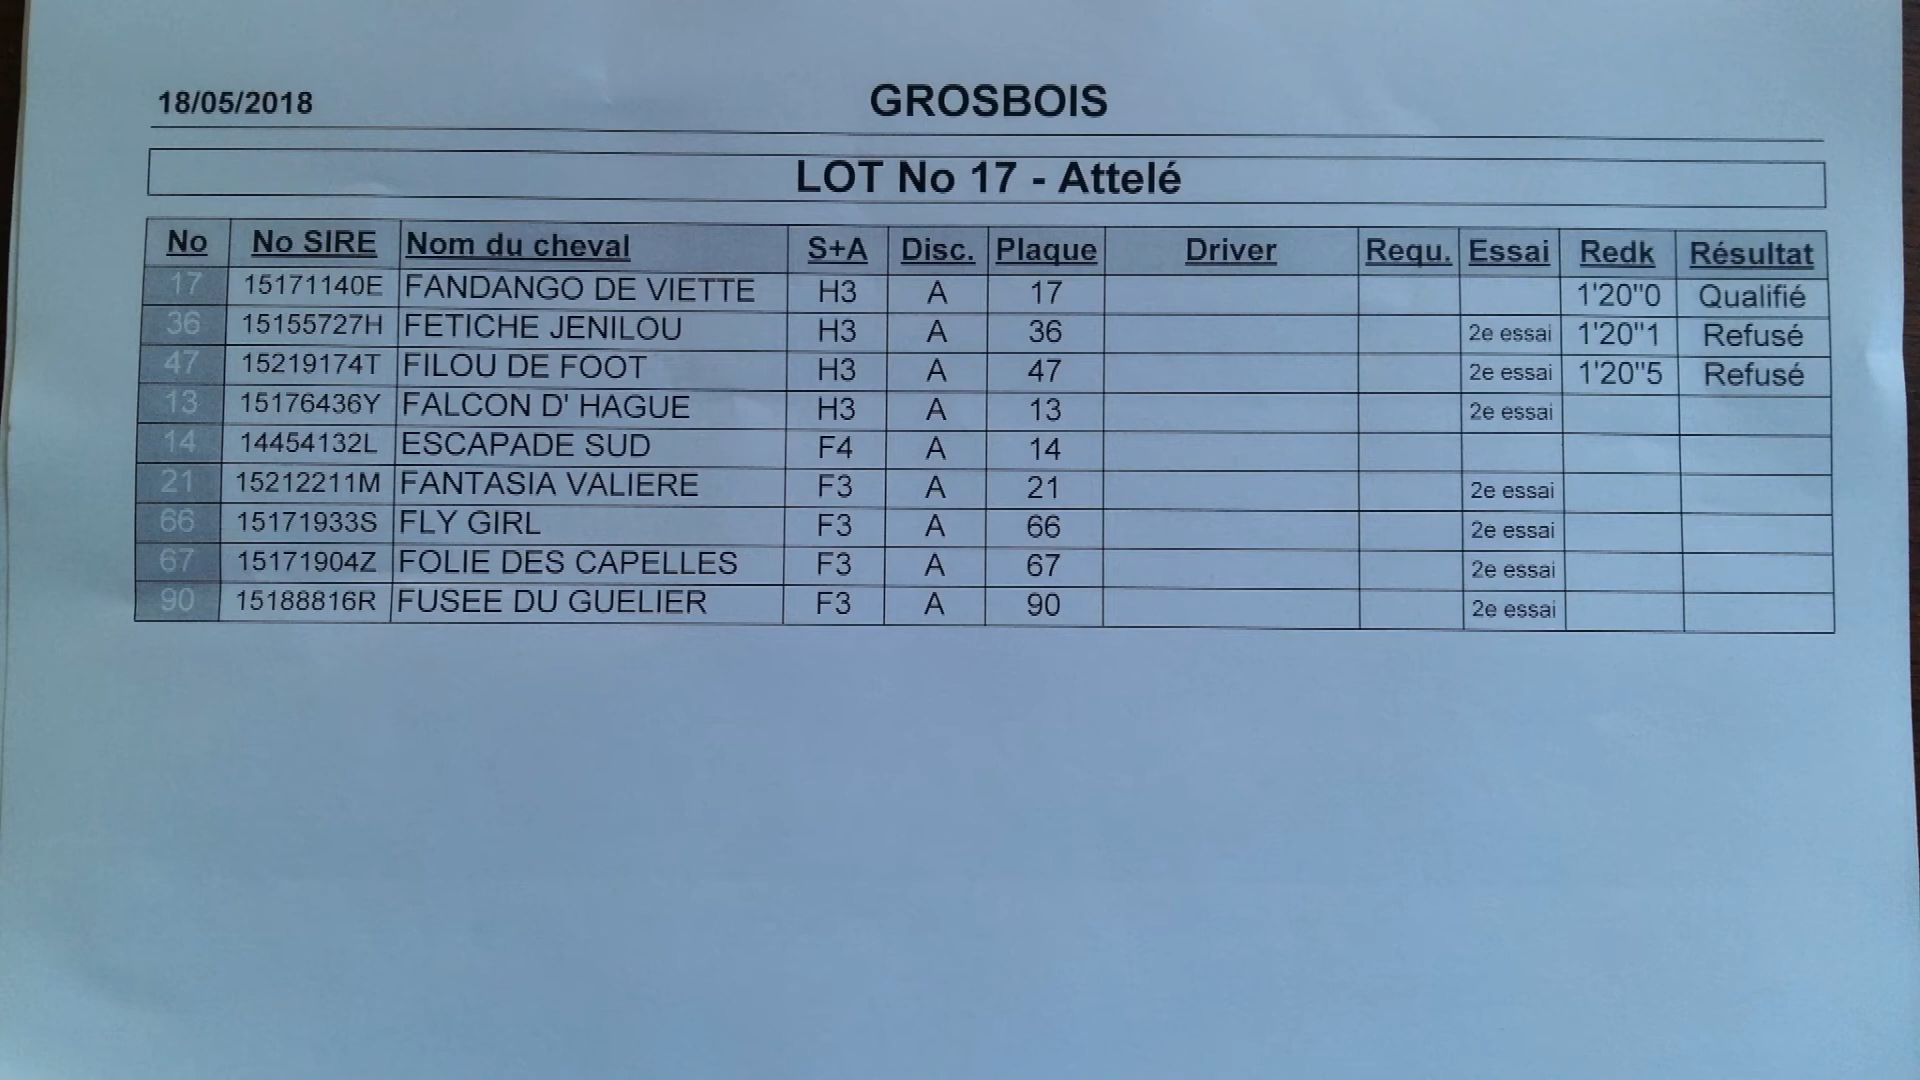 18/05/2018 GROSBOIS
LOT No 17 - Attelé
No No SIRE Nom du cheval S+A Disc. Plaque Driver Requ. Essai Redk Résultat
17 15171140E FANDANGO DE VIETTE H3 A 17 1'20"0 Qualifié
36 15155727H FETICHE JENILOU H3 A 36 2e essai 1'20"1 Refusé
47 15219174T FILOU DE FOOT H3 A 47 2e essai 1'20"5 Refusé
13 15176436Y FALCON D' HAGUE H3 A 13 2e essai
14 14454132L ESCAPADE SUD F4 A 14
21 15212211M FANTASIA VALIERE F3 A 21 2e essai
66 15171933S FLY GIRL F3 A 66 2e essai
67 15171904Z FOLIE DES CAPELLES F3 A 67 2e essai
90 15188816R FUSEE DU GUELIER F3 A 90 2e essai